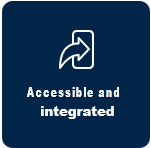 Accessible and
integrated